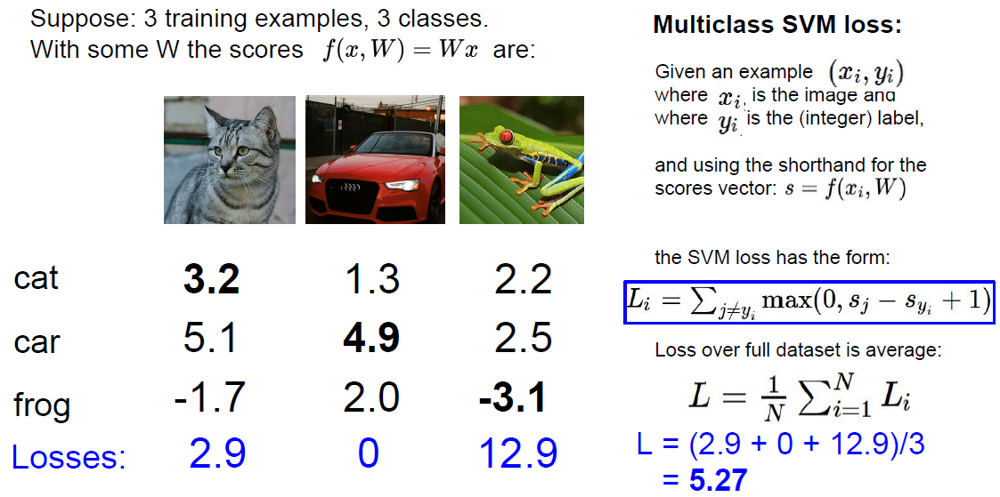 Suppose: 3 training examples, 3 classes.
With some W the scores f(x, W) = Wx are:
cat 3.2 1.3 2.2
car 5.1 4.9 2.5
frog -1.7 2.0 -3.1
Losses: 2.9 0 12.9
Multiclass SVM loss:
Given an example (x_i, y_i)
where x_i is the image and
where y_i is the (integer) label,
and using the shorthand for the
scores vector: s = f(x_i, W)
the SVM loss has the form:
L_i = ∑_{j≠y_i} max(0, s_j − s_{y_i} + 1)
Loss over full dataset is average:
L = \frac{1}{N} ∑_{i=1}^{N} L_i
L = (2.9 + 0 + 12.9)/3
= 5.27